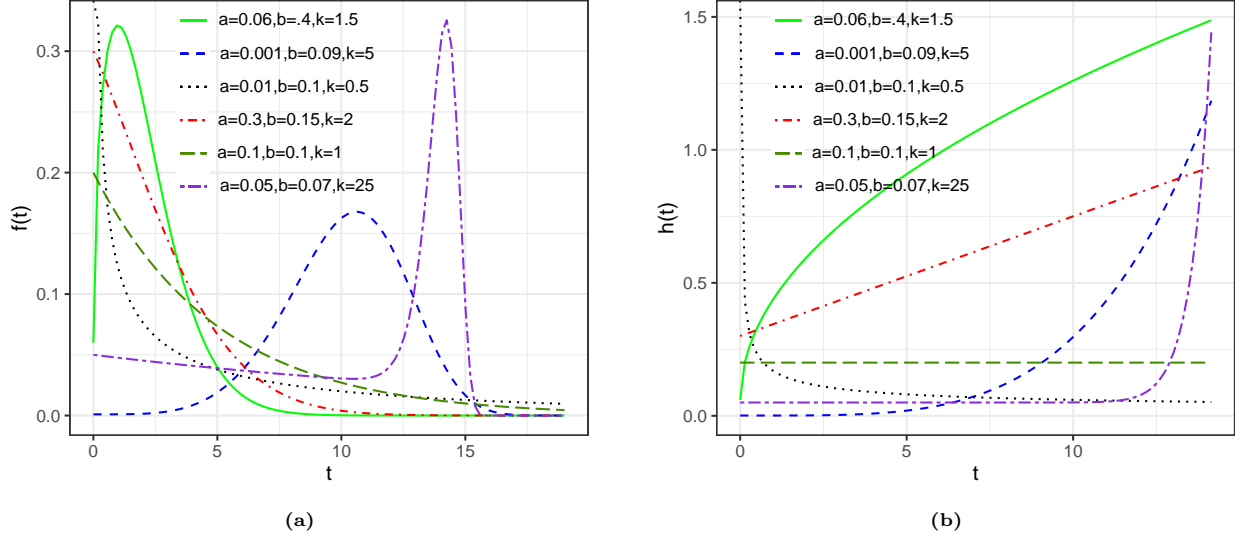 a=0.06,b=.4,k=1.5
a=0.001,b=0.09,k=5
a=0.01,b=0.1,k=0.5
a=0.3,b=0.15,k=2
a=0.1,b=0.1,k=1
a=0.05,b=0.07,k=25
0.3
0.2
0.1
0.0
f(t)
0
5
10
15
t
(a)
a=0.06,b=.4,k=1.5
a=0.001,b=0.09,k=5
a=0.01,b=0.1,k=0.5
a=0.3,b=0.15,k=2
a=0.1,b=0.1,k=1
a=0.05,b=0.07,k=25
1.5
1.0
0.5
0.0
h(t)
0
5
10
t
(b)